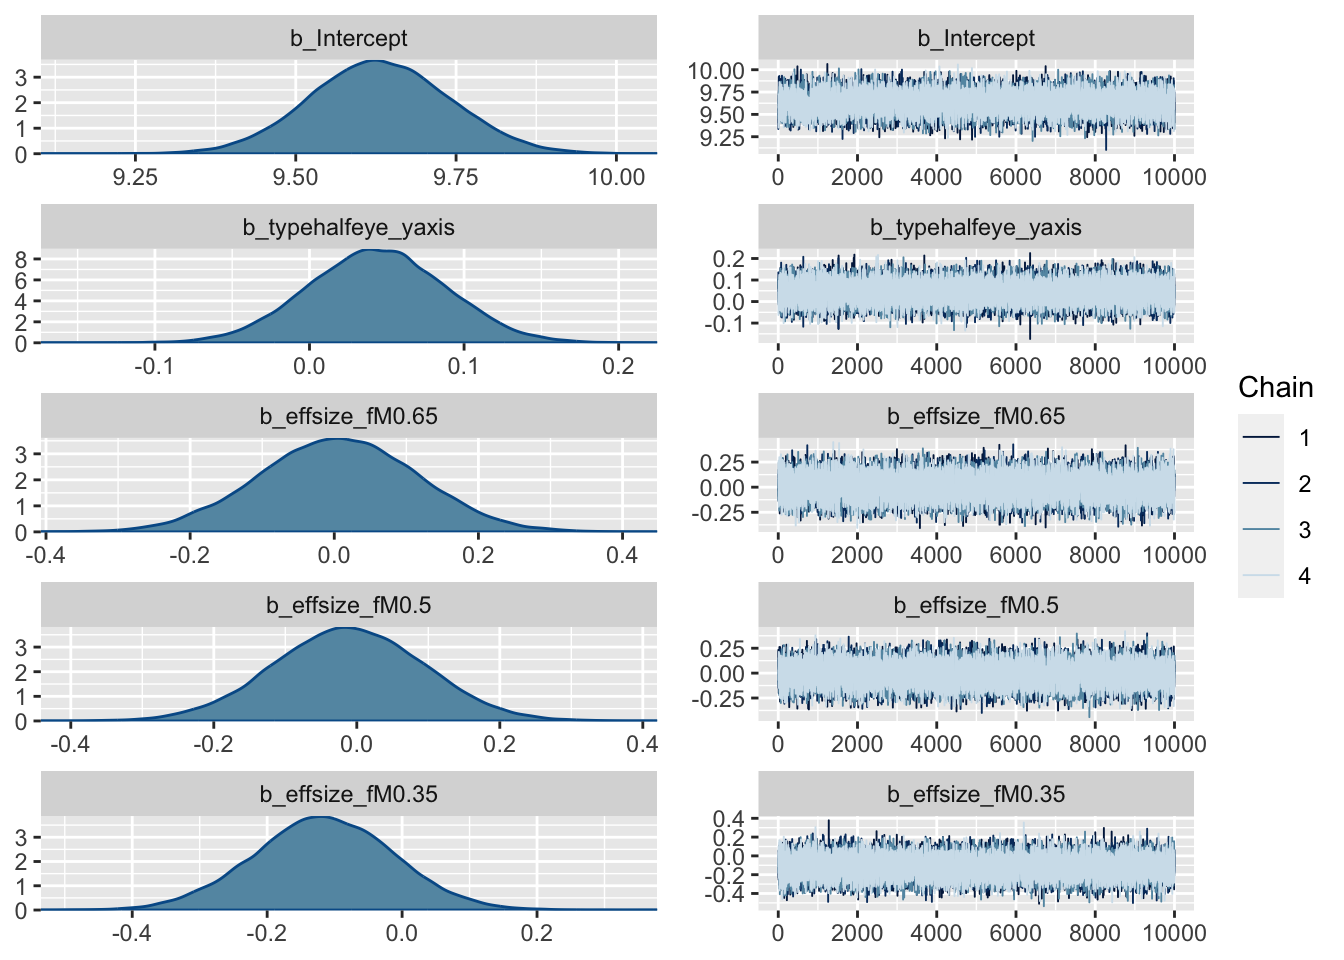 b_Intercept
3
2
1
0
9.25 9.50 9.75 10.00
b_Intercept
10.00
9.75
9.50
9.25
0 2000 4000 6000 8000 10000
b_typehalfeye_yaxis
8
6
4
2
0
-0.1 0.0 0.1 0.2
b_typehalfeye_yaxis
0.2
0.1
0.0
-0.1
0 2000 4000 6000 8000 10000
b_effsize_fM0.65
3
2
1
0
-0.4 -0.2 0.0 0.2 0.4
b_effsize_fM0.65
0.25
0.00
-0.25
0 2000 4000 6000 8000 10000
b_effsize_fM0.5
3
2
1
0
-0.4 -0.2 0.0 0.2 0.4
b_effsize_fM0.5
0.25
0.00
-0.25
0 2000 4000 6000 8000 10000
b_effsize_fM0.35
3
2
1
0
-0.4 -0.2 0.0 0.2
b_effsize_fM0.35
0.4
0.2
0.0
-0.2
-0.4
0 2000 4000 6000 8000 10000
Chain
1
2
3
4